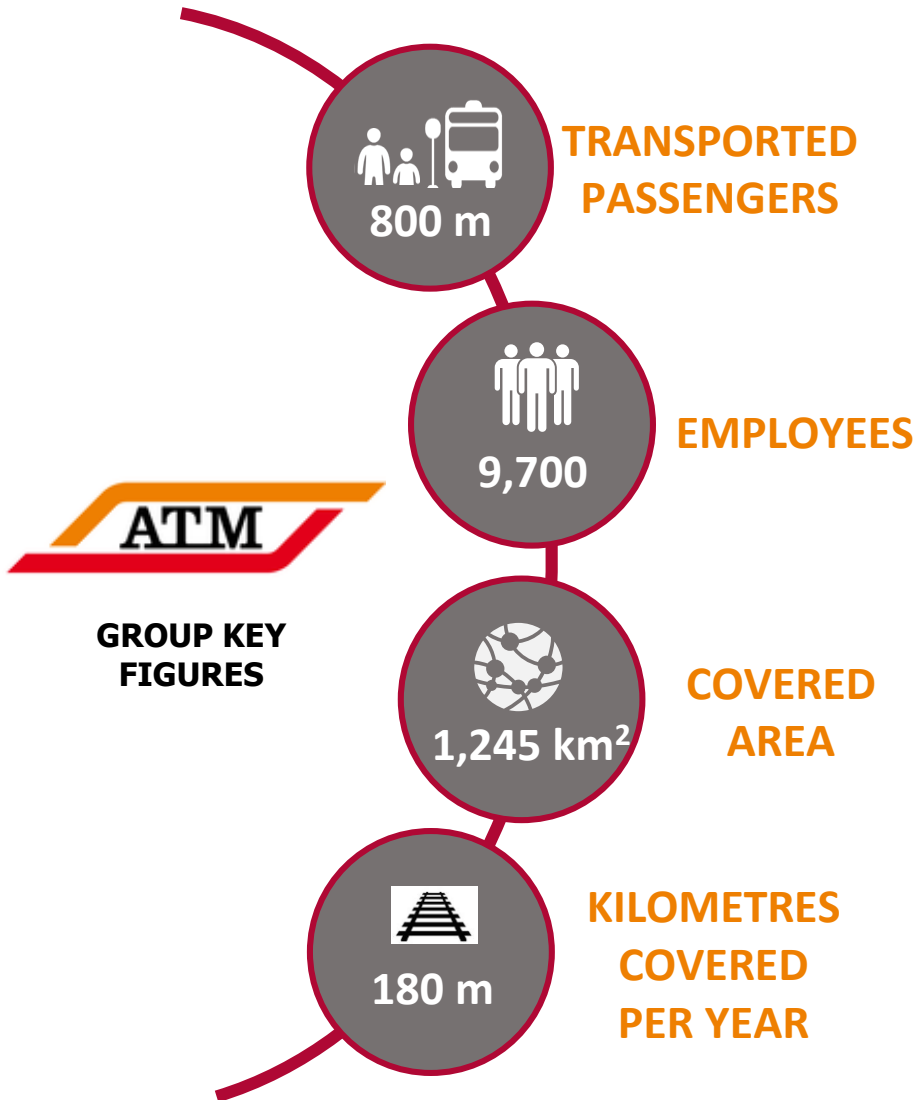 800 m
TRANSPORTED
PASSENGERS
9,700
EMPLOYEES
ATM
GROUP KEY
FIGURES
1,245 km²
COVERED
AREA
180 m
KILOMETRES
COVERED
PER YEAR